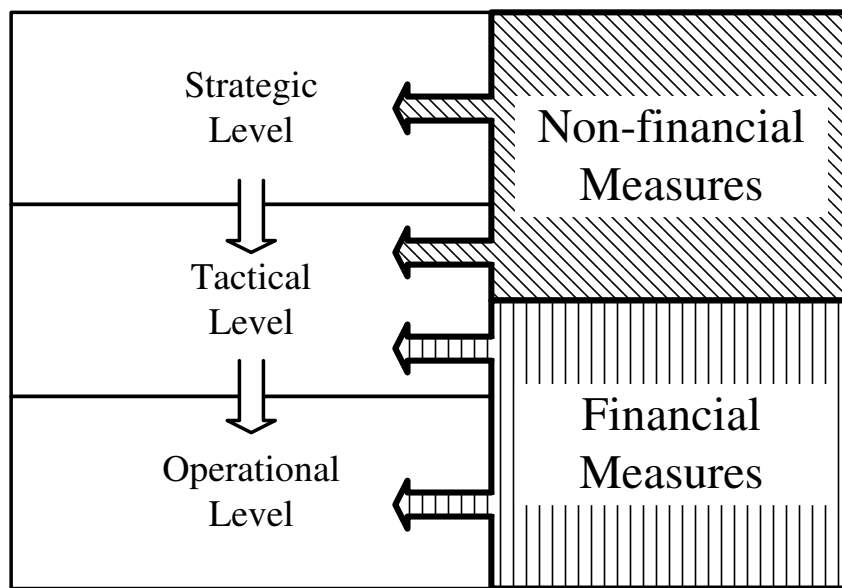 Strategic
Level
Non-financial
Measures
Tactical
Level
Financial
Measures
Operational
Level